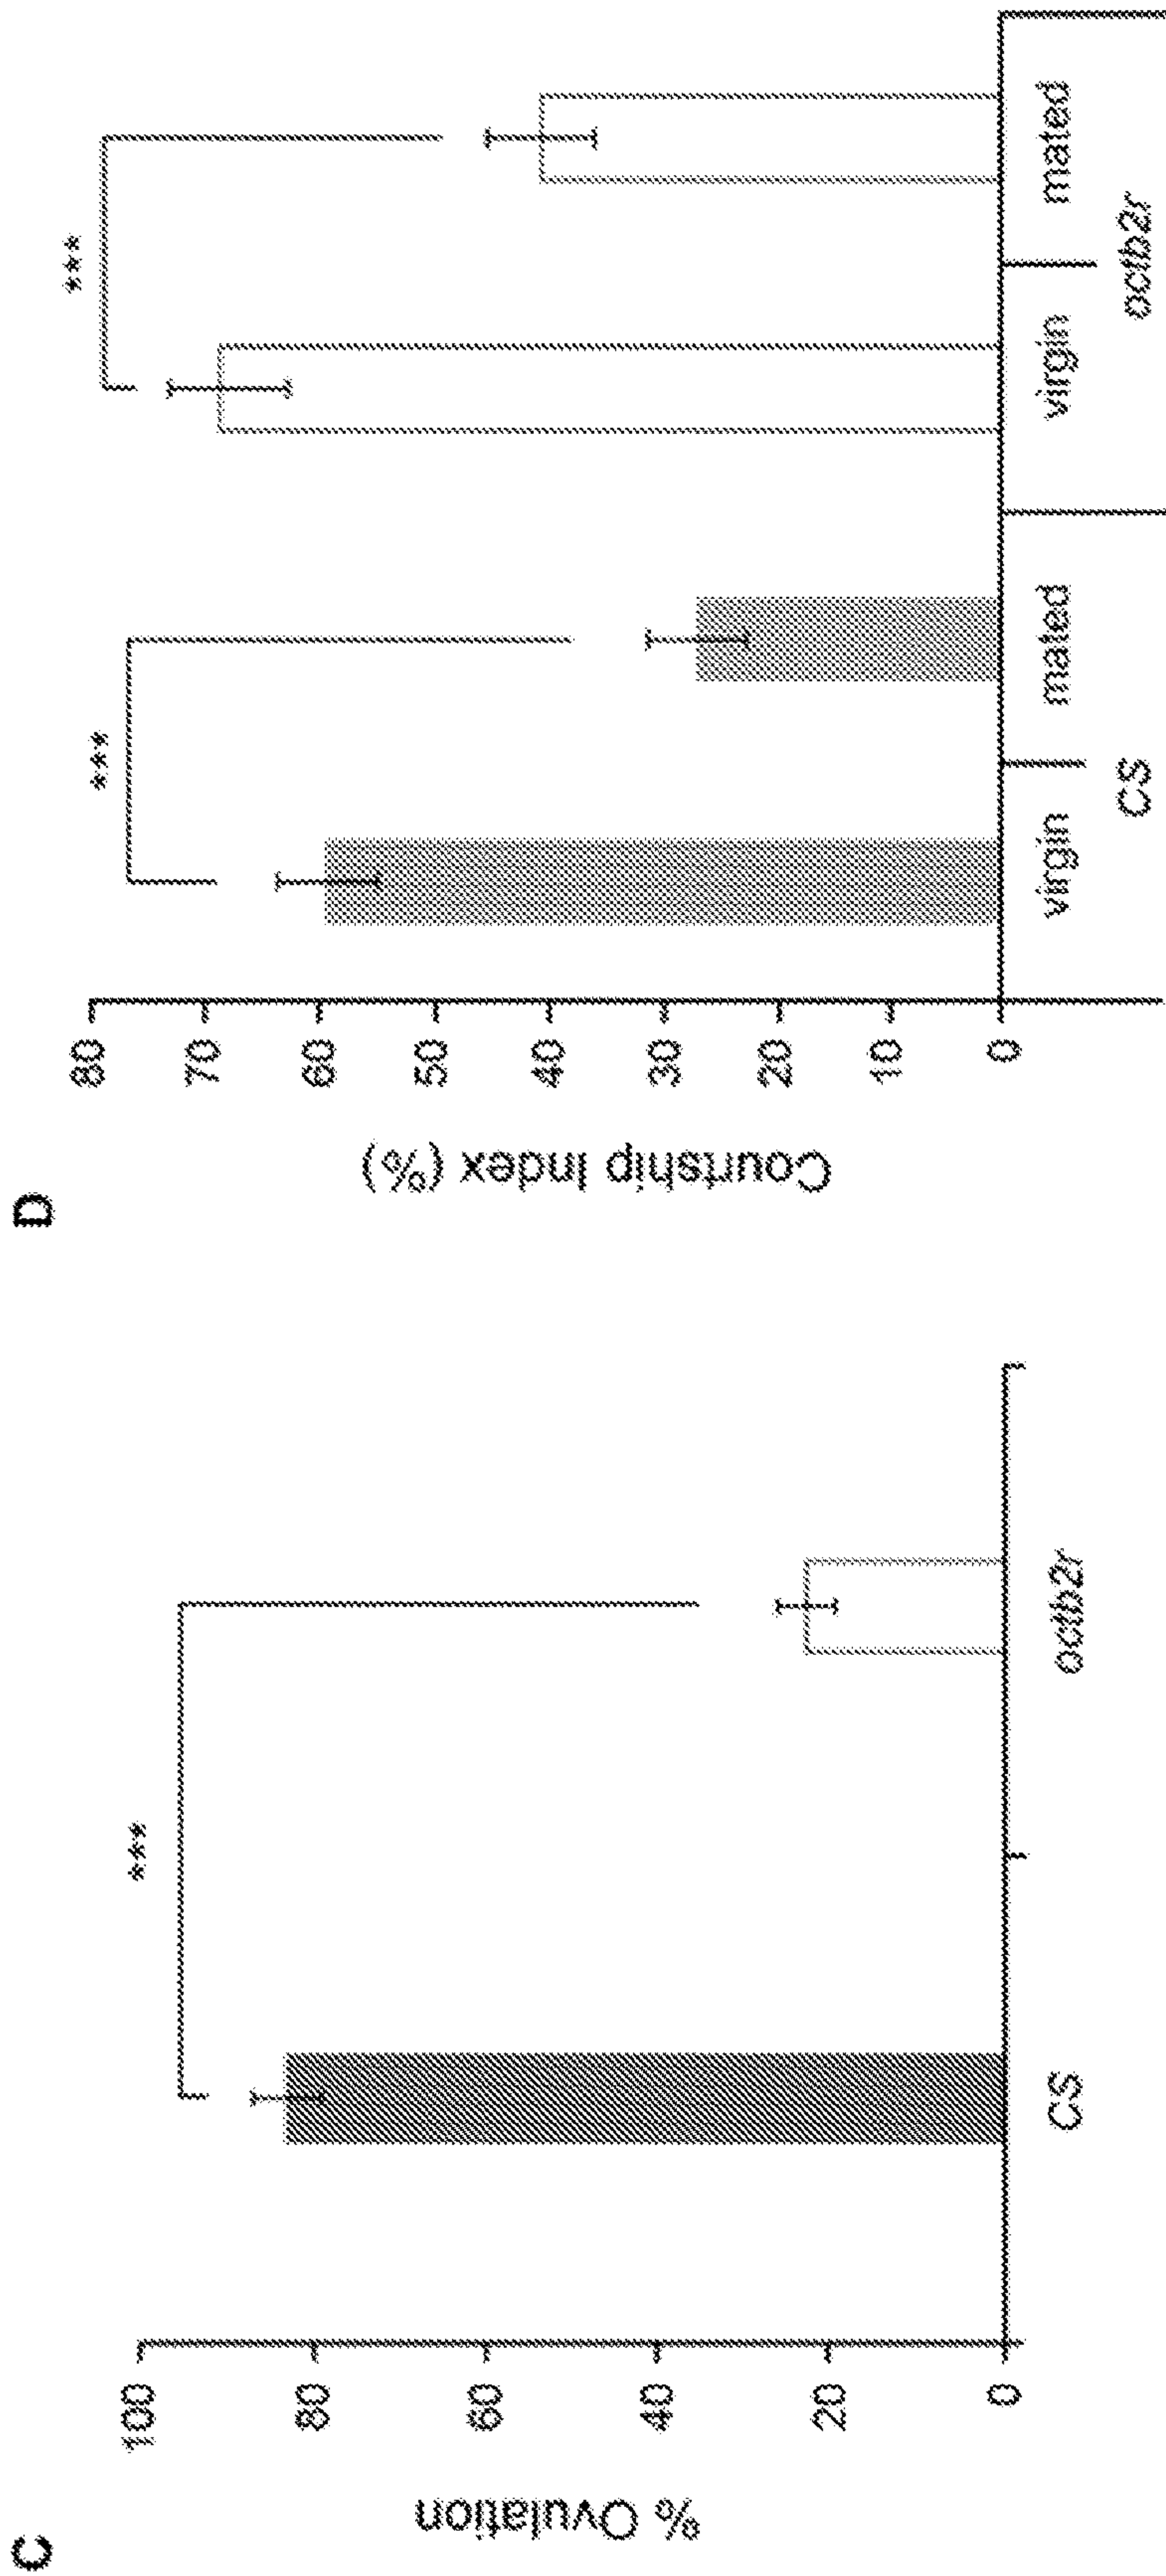 C
% Ovulation
100
80
60
40
20
0
***
CS
octb2r
D
Courtship Index (%)
80
70
60
50
40
30
20
10
0
***
***
virgin
mated
virgin
mated
CS
octb2r